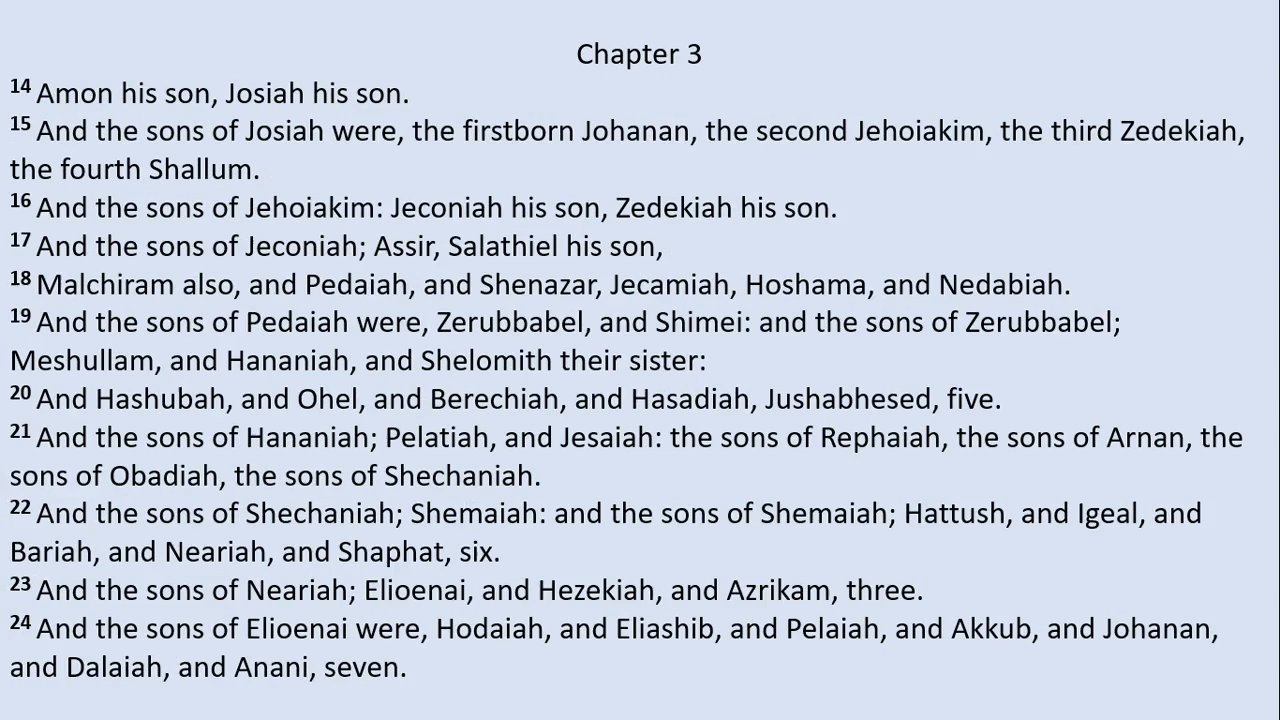 Chapter 3
14 Amon his son, Josiah his son.
15 And the sons of Josiah were, the firstborn Johanan, the second Jehoiakim, the third Zedekiah,
the fourth Shallum.
16 And the sons of Jehoiakim: Jeconiah his son, Zedekiah his son.
17 And the sons of Jeconiah; Assir, Salathiel his son,
18 Malchiram also, and Pedaiah, and Shenazar, Jecamiah, Hoshama, and Nedabiah.
19 And the sons of Pedaiah were, Zerubbabel, and Shimei: and the sons of Zerubbabel;
Meshullam, and Hananiah, and Shelomith their sister:
20 And Hashubah, and Ohel, and Berechiah, and Hasadiah, Jushabhesed, five.
21 And the sons of Hananiah; Pelatiah, and Jesaiah: the sons of Rephaiah, the sons of Arnan, the
sons of Obadiah, the sons of Shechaniah.
22 And the sons of Shechaniah; Shemaiah: and the sons of Shemaiah; Hattush, and Igeal, and
Bariah, and Neariah, and Shaphat, six.
23 And the sons of Neariah; Elioenai, and Hezekiah, and Azrikam, three.
24 And the sons of Elioenai were, Hodaiah, and Eliashib, and Pelaiah, and Akkub, and Johanan,
and Dalaiah, and Anani, seven.